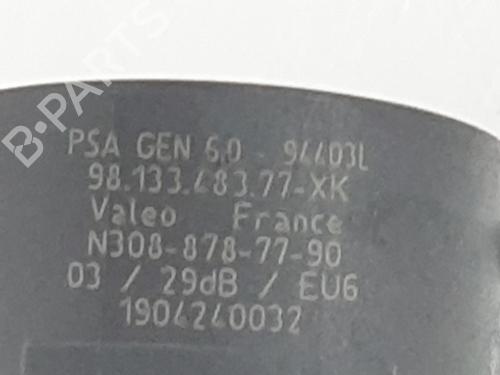 B-PARTS
PSA GEN 6.0 - 94403L
98.133.483.77-XK
Valeo France
N308-878-77-90
03 / 29dB / EU6
1904240032